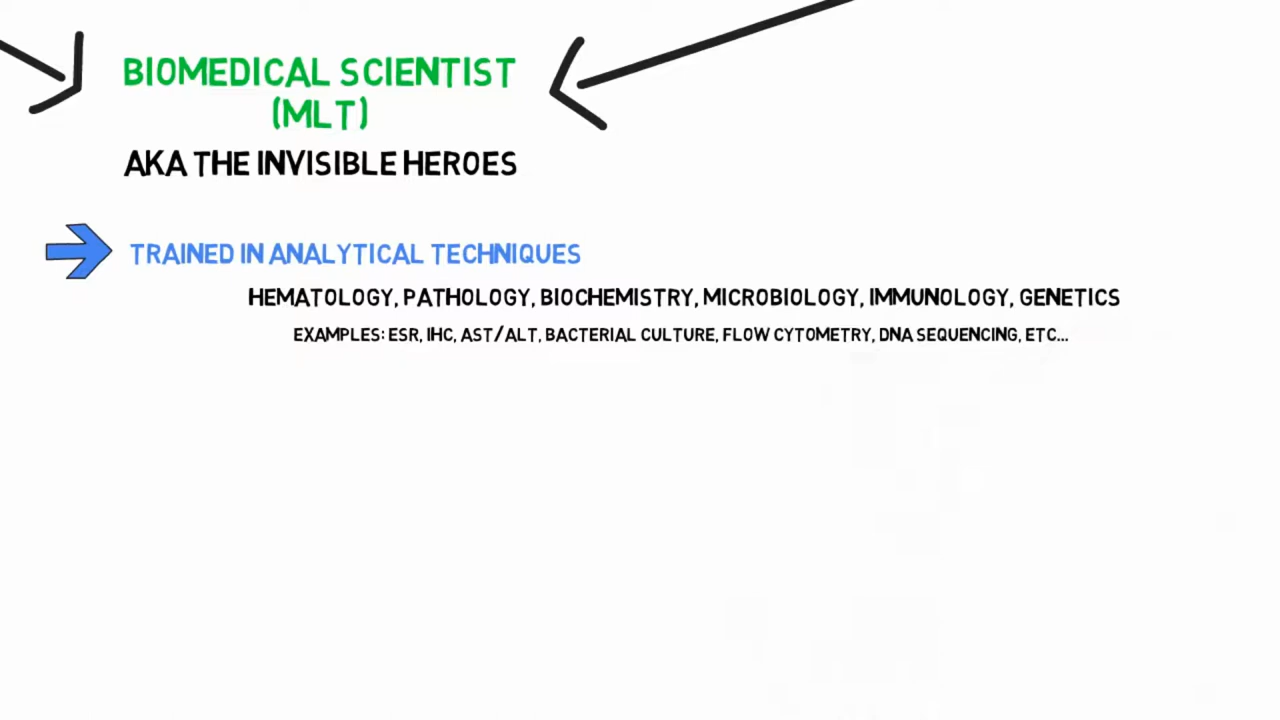 BIOMEDICAL SCIENTIST
(MLT)
AKA THE INVISIBLE HEROES
TRAINED IN ANALYTICAL TECHNIQUES
HEMATOLOGY, PATHOLOGY, BIOCHEMISTRY, MICROBIOLOGY, IMMUNOLOGY, GENETICS
EXAMPLES: ESR, IHC, AST/ALT, BACTERIAL CULTURE, FLOW CYTOMETRY, DNA SEQUENCING, ETC...